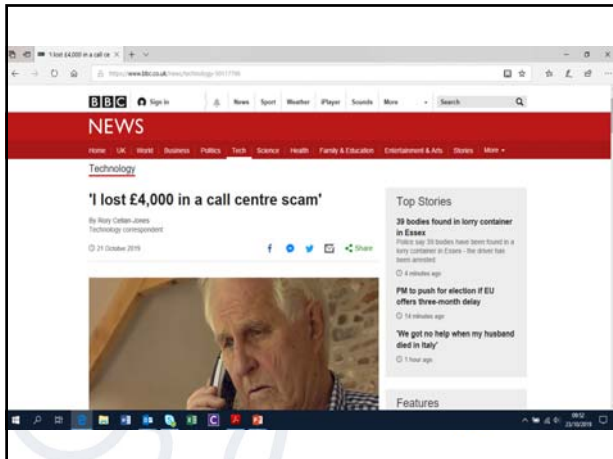 'I lost £4,000 in a call ce
https://www.bbc.co.uk/news/technology-50117796
BBC Sign in News Sport Weather iPlayer Sounds More Search
NEWS
Home UK World Business Politics Tech Science Health Family & Education Entertainment & Arts Stories More
Technology
'I lost £4,000 in a call centre scam'
By Rory Cellan-Jones
Technology correspondent
21 October 2019
Share
Top Stories
39 bodies found in lorry container
in Essex
Police say 39 bodies have been found in a
lorry container in Essex - the driver has
been arrested
4 minutes ago
PM to push for election if EU
offers three-month delay
14 minutes ago
'We got no help when my husband
died in Italy'
1 hour ago
Features
09:52
23/10/2019